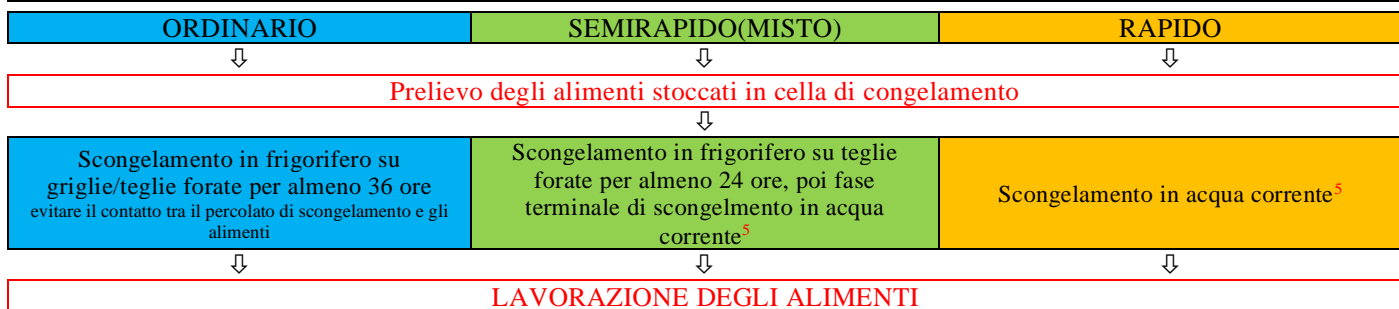 ORDINARIO
SEMIRAPIDO(MISTO)
RAPIDO
⇩ ⇩ ⇩
Prelievo degli alimenti stoccati in cella di congelamento
⇩
Scongelamento in frigorifero su
griglie/teglie forate per almeno 36 ore
evitare il contatto tra il percolato di scongelamento e gli
alimenti
Scongelamento in frigorifero su teglie
forate per almeno 24 ore, poi fase
terminale di scongelmento in acqua
corrente⁵
Scongelamento in acqua corrente⁵
⇩ ⇩ ⇩
LAVORAZIONE DEGLI ALIMENTI